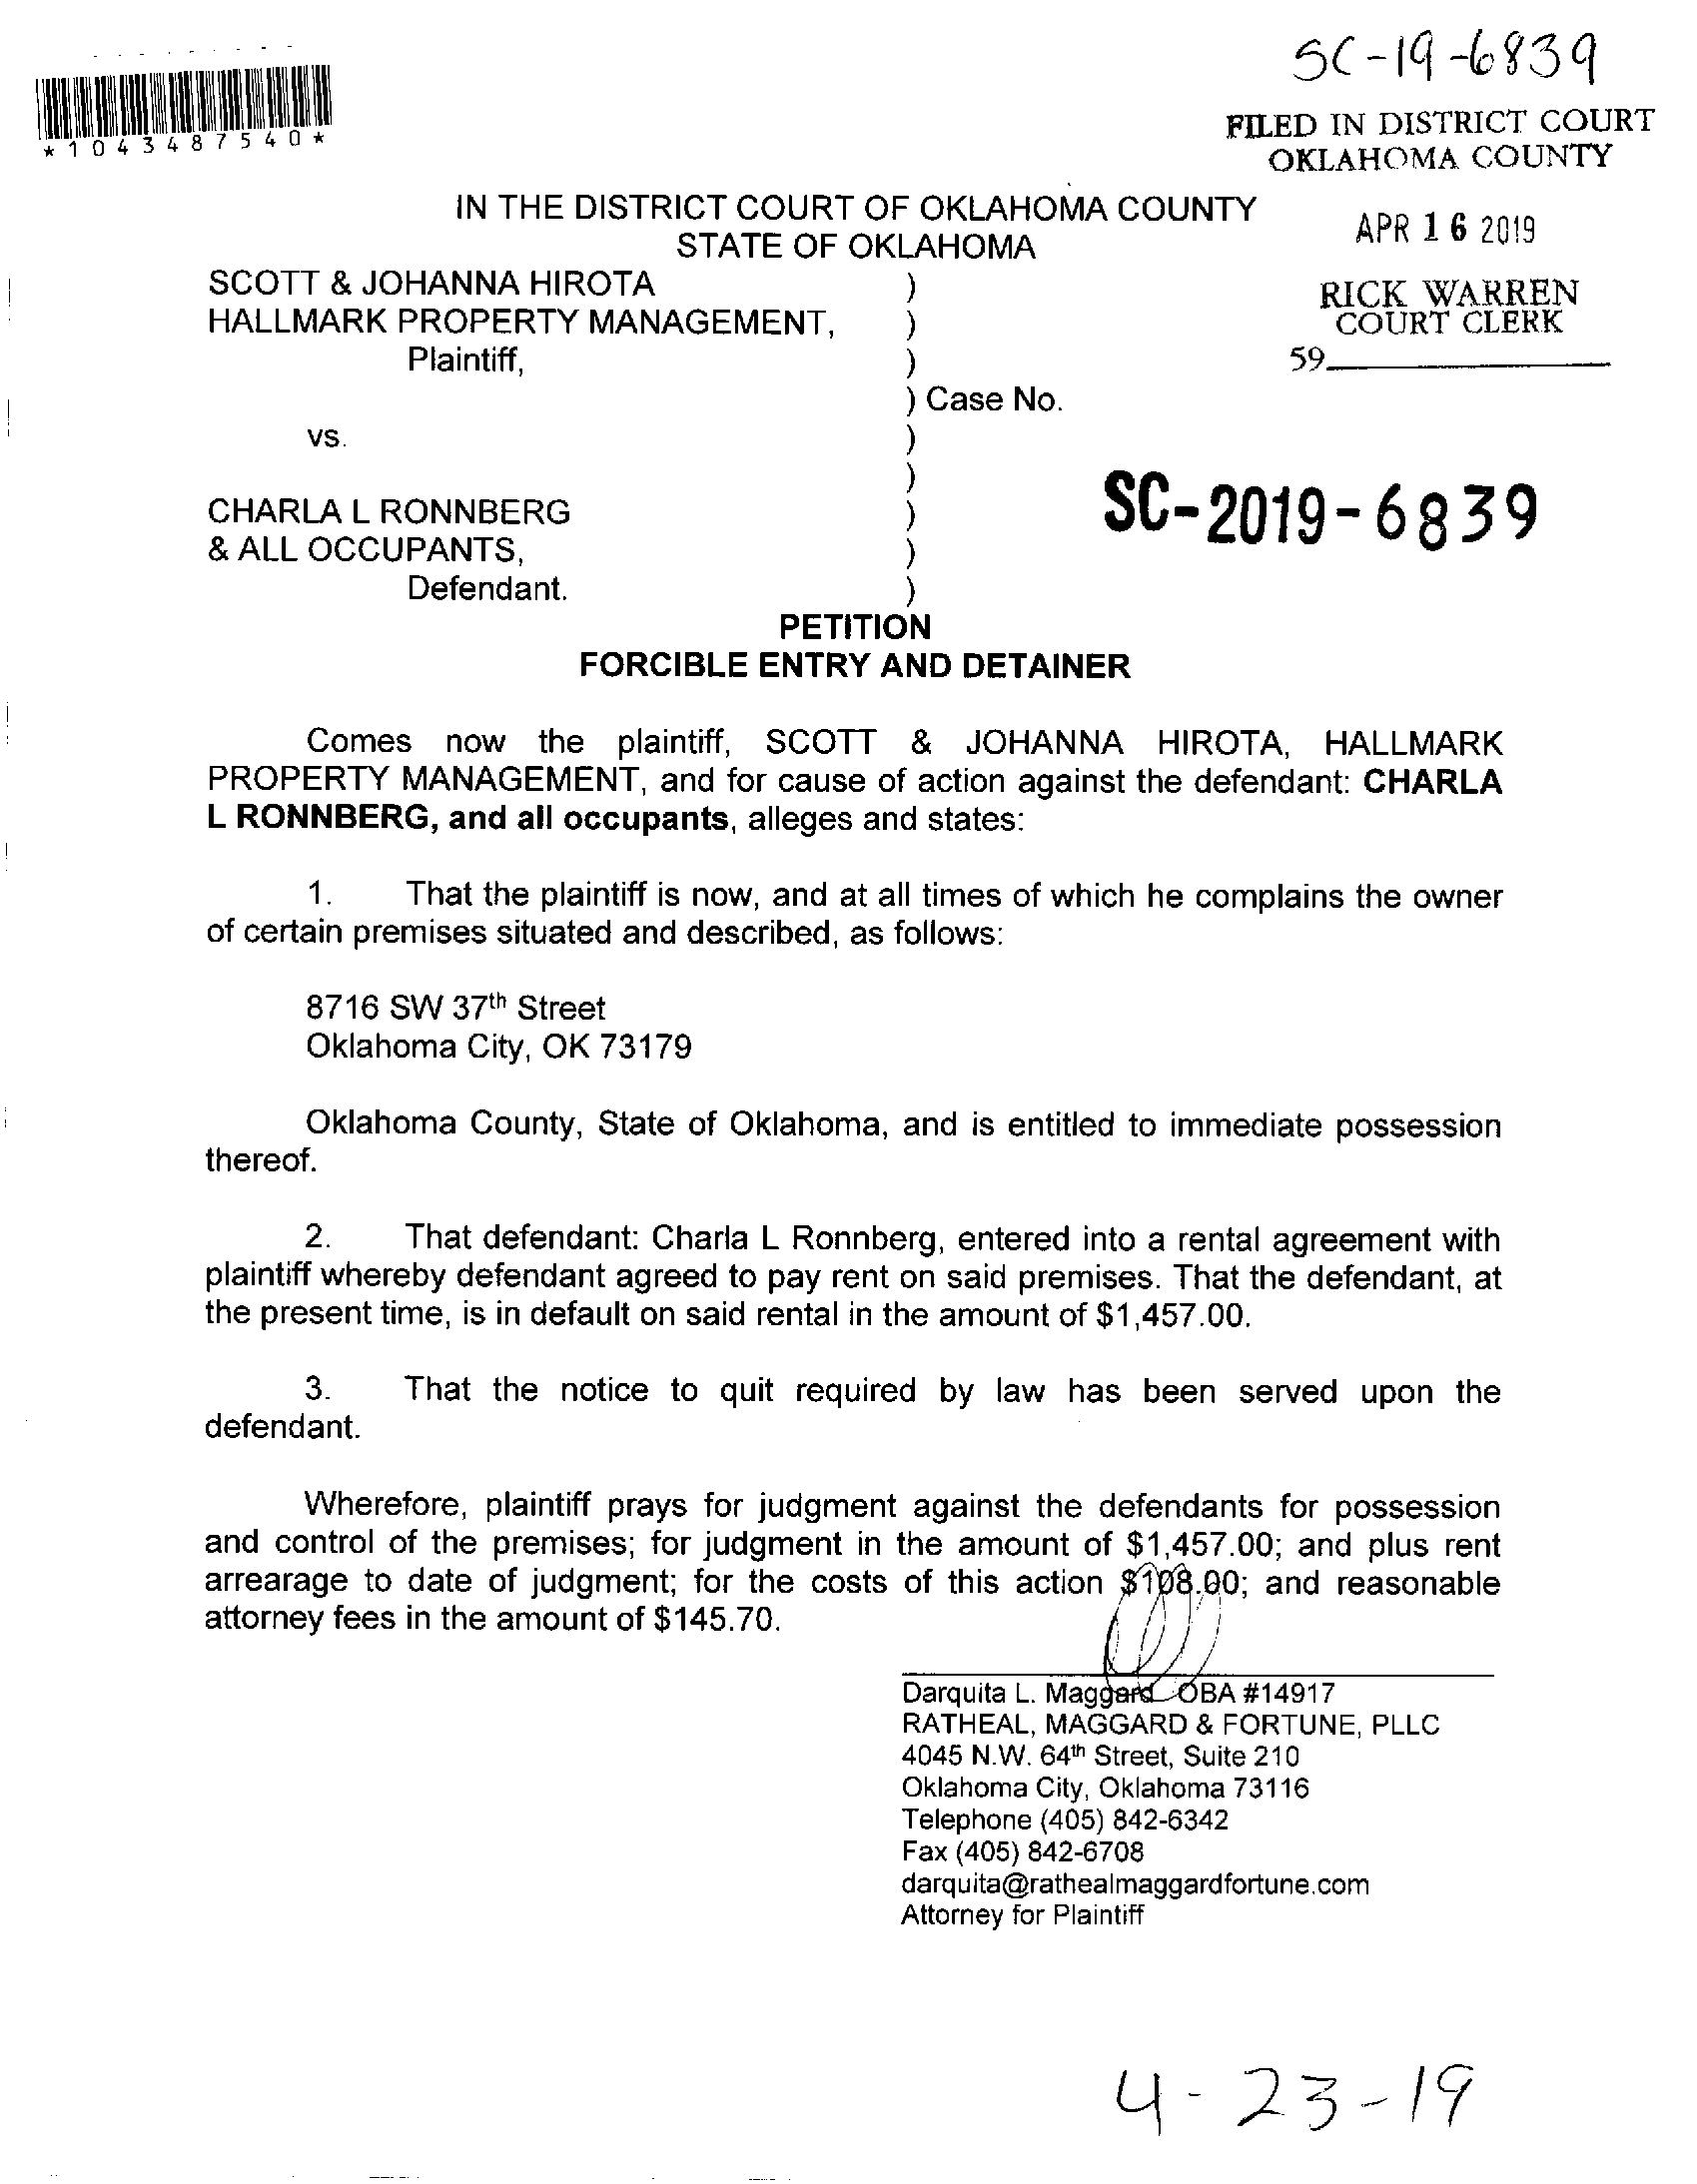 SC-19-6839
*1043487540*
FILED IN DISTRICT COURT
OKLAHOMA COUNTY
IN THE DISTRICT COURT OF OKLAHOMA COUNTY
STATE OF OKLAHOMA
APR 16 2019
SCOTT & JOHANNA HIROTA )
HALLMARK PROPERTY MANAGEMENT, )
Plaintiff, )
RICK WARREN
COURT CLERK
59
) Case No.
vs. )
)
SC-2019-6839
CHARLA L RONNBERG )
& ALL OCCUPANTS, )
Defendant. )
PETITION
FORCIBLE ENTRY AND DETAINER
Comes now the plaintiff, SCOTT & JOHANNA HIROTA, HALLMARK
PROPERTY MANAGEMENT, and for cause of action against the defendant: CHARLA
L RONNBERG, and all occupants, alleges and states:
1. That the plaintiff is now, and at all times of which he complains the owner
of certain premises situated and described, as follows:
8716 SW 37th Street
Oklahoma City, OK 73179
Oklahoma County, State of Oklahoma, and is entitled to immediate possession
thereof.
2. That defendant: Charla L Ronnberg, entered into a rental agreement with
plaintiff whereby defendant agreed to pay rent on said premises. That the defendant, at
the present time, is in default on said rental in the amount of $1,457.00.
3. That the notice to quit required by law has been served upon the
defendant.
Wherefore, plaintiff prays for judgment against the defendants for possession
and control of the premises; for judgment in the amount of $1,457.00; and plus rent
arrearage to date of judgment; for the costs of this action $108.00; and reasonable
attorney fees in the amount of $145.70.
Darquita L. Maggard OBA #14917
RATHEAL, MAGGARD & FORTUNE, PLLC
4045 N.W. 64th Street, Suite 210
Oklahoma City, Oklahoma 73116
Telephone (405) 842-6342
Fax (405) 842-6708
darquita@rathealmaggardfortune.com
Attorney for Plaintiff
4-23-19